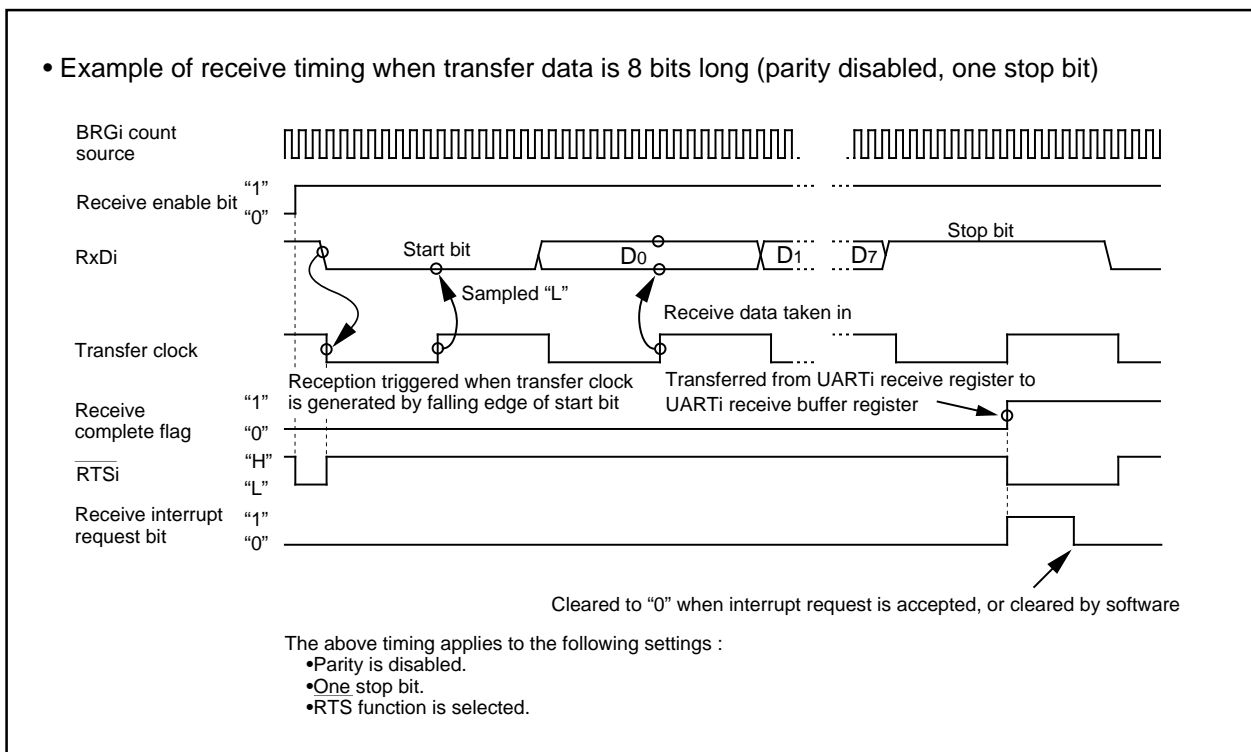 • Example of receive timing when transfer data is 8 bits long (parity disabled, one stop bit)
BRGi count
source
Receive enable bit
“1”
“0”
RxDi
Start bit
D0
D1
D7
Stop bit
Sampled “L”
Receive data taken in
Transfer clock
Reception triggered when transfer clock
is generated by falling edge of start bit
Transferred from UARTi receive register to
UARTi receive buffer register
Receive
complete flag
“1”
“0”
RTSi
“H”
“L”
Receive interrupt
request bit
“1”
“0”
Cleared to “0” when interrupt request is accepted, or cleared by software
The above timing applies to the following settings :
•Parity is disabled.
•One stop bit.
•RTS function is selected.